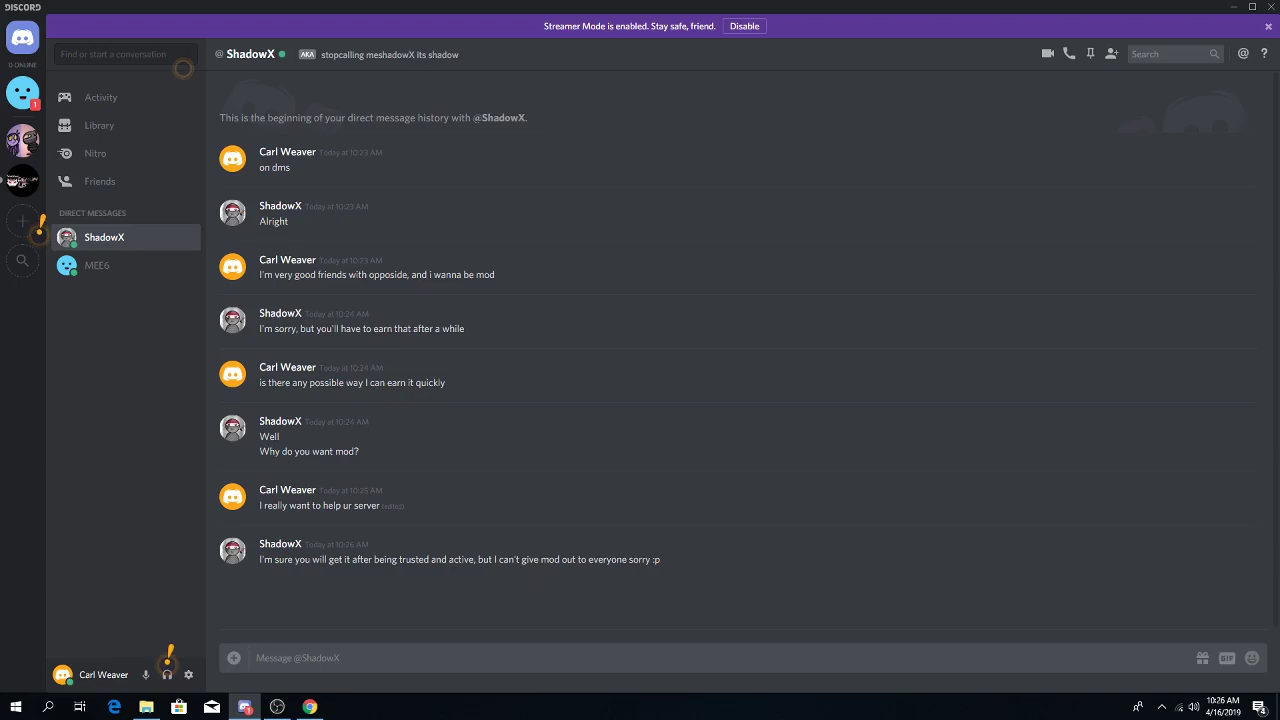 DISCORD
Streamer Mode is enabled. Stay safe, friend. Disable
0 ONLINE
1
Find or start a conversation
Activity
Library
Nitro
Friends
DIRECT MESSAGES
ShadowX
MEE6
Carl Weaver
@ ShadowX AKA stopcalling meshadowX its shadow
Search
This is the beginning of your direct message history with @ShadowX.
Carl Weaver Today at 10:23 AM
on dms
ShadowX Today at 10:23 AM
Alright
Carl Weaver Today at 10:23 AM
I'm very good friends with opposide, and i wanna be mod
ShadowX Today at 10:24 AM
I'm sorry, but you'll have to earn that after a while
Carl Weaver Today at 10:24 AM
is there any possible way I can earn it quickly
ShadowX Today at 10:24 AM
Well
Why do you want mod?
Carl Weaver Today at 10:25 AM
I really want to help ur server (edited)
ShadowX Today at 10:26 AM
I'm sure you will get it after being trusted and active, but I can't give mod out to everyone sorry :p
Message @ShadowX
GIF
1
10:26 AM
4/16/2019
4